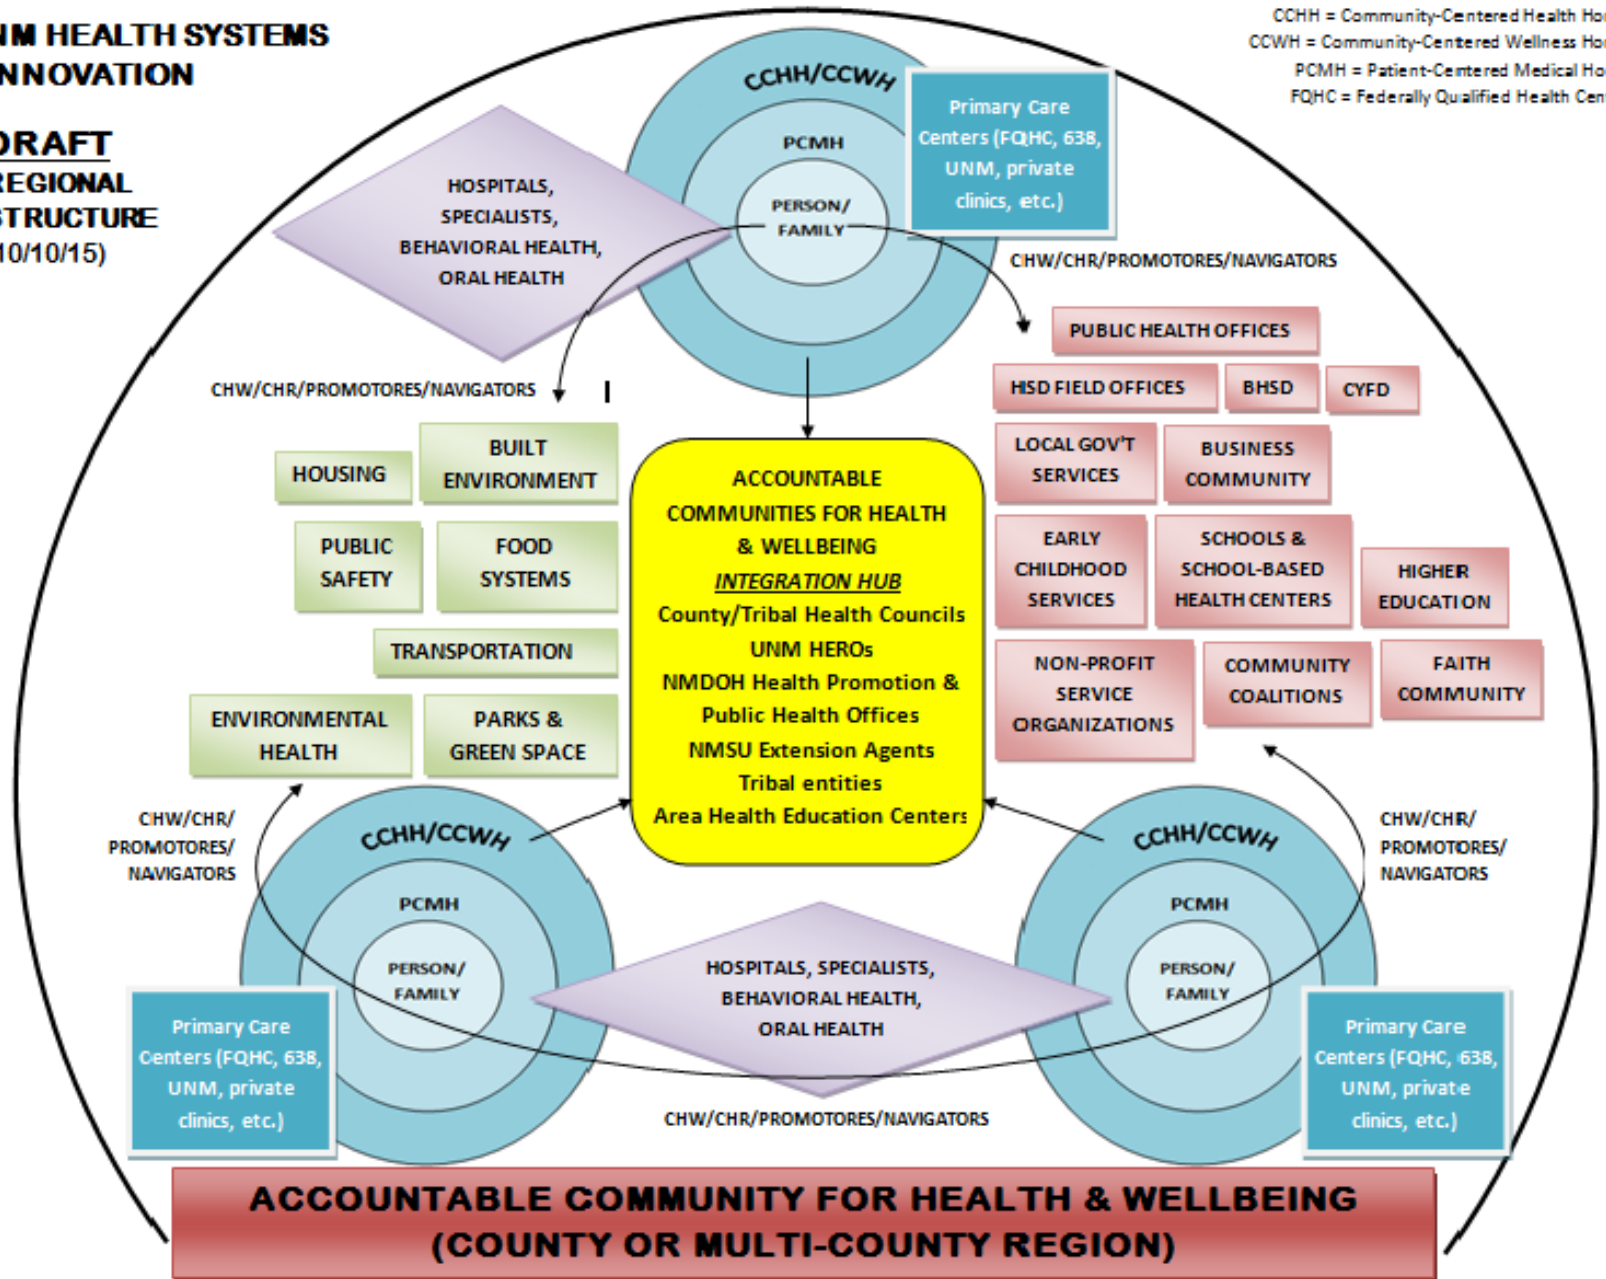 NM HEALTH SYSTEMS
NNOVATION
DRAFT
REGIONAL
STRUCTURE
10/10/15)
CCHH = Community-Centered Health Ho
CCWH = Community-Centered Wellness Ho
PCMH = Patient-Centered Medical Ho
FQHC = Federally Qualified Health Cen
CCHH/CCWH
PCMH
PERSON/
FAMILY
Primary Care
Centers (FQHC, 638,
UNM, private
clinics, etc.)
HOSPITALS,
SPECIALISTS,
BEHAVIORAL HEALTH,
ORAL HEALTH
CHW/CHR/PROMOTORES/NAVIGATORS
CHW/CHR/PROMOTORES/NAVIGATORS
HOUSING
BUILT
ENVIRONMENT
PUBLIC
SAFETY
FOOD
SYSTEMS
TRANSPORTATION
ENVIRONMENTAL
HEALTH
PARKS &
GREEN SPACE
ACCOUNTABLE
COMMUNITIES FOR HEALTH
& WELLBEING
INTEGRATION HUB
County/Tribal Health Councils
UNM HEROs
NMDOH Health Promotion &
Public Health Offices
NMSU Extension Agents
Tribal entities
Area Health Education Centers
PUBLIC HEALTH OFFICES
HSD FIELD OFFICES
BHSD
CYFD
LOCAL GOV'T
SERVICES
BUSINESS
COMMUNITY
EARLY
CHILDHOOD
SERVICES
SCHOOLS &
SCHOOL-BASED
HEALTH CENTERS
HIGHER
EDUCATION
NON-PROFIT
SERVICE
ORGANIZATIONS
COMMUNITY
COALITIONS
FAITH
COMMUNITY
CHW/CHR/
PROMOTORES/
NAVIGATORS
CCHH/CCWH
PCMH
PERSON/
FAMILY
Primary Care
Centers (FQHC, 638,
UNM, private
clinics, etc.)
HOSPITALS, SPECIALISTS,
BEHAVIORAL HEALTH,
ORAL HEALTH
CHW/CHR/PROMOTORES/NAVIGATORS
CCHH/CCWH
PCMH
PERSON/
FAMILY
CHW/CHR/
PROMOTORES/
NAVIGATORS
Primary Care
Centers (FQHC, 638,
UNM, private
clinics, etc.)
ACCOUNTABLE COMMUNITY FOR HEALTH & WELLBEING
(COUNTY OR MULTI-COUNTY REGION)